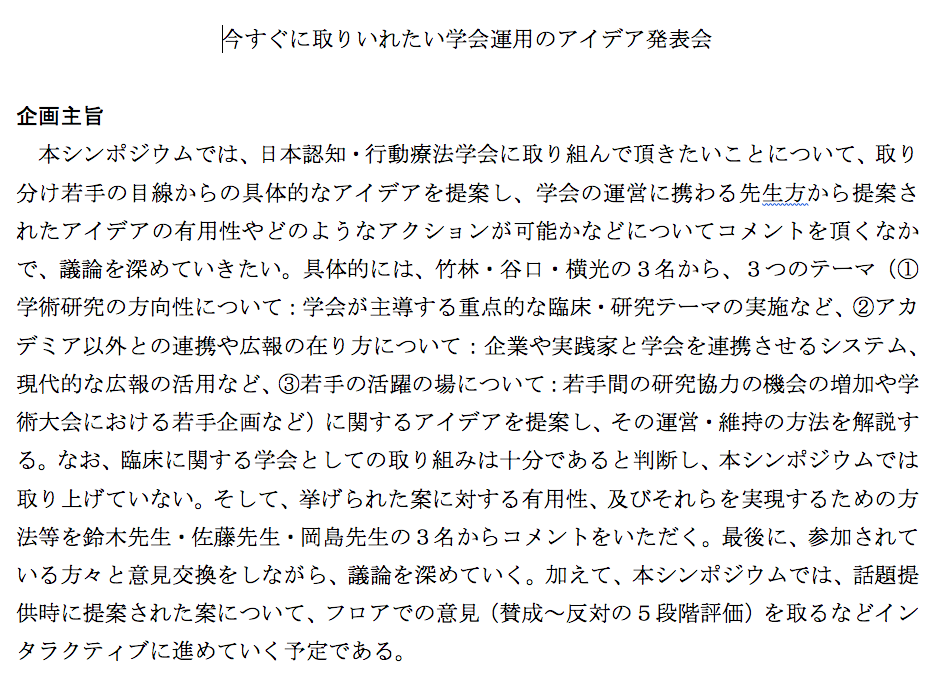 今すぐに取りいれたい学会運用のアイデア発表会
企画主旨
　本シンポジウムでは、日本認知・行動療法学会に取り組んで頂きたいことについて、取り
分け若手の目線からの具体的なアイデアを提案し、学会の運営に携わる先生方から提案さ
れたアイデアの有用性やどのようなアクションが可能かなどについてコメントを頂くなか
で、議論を深めていきたい。具体的には、竹林・谷口・横光の３名から、３つのテーマ（①
学術研究の方向性について：学会が主導する重点的な臨床・研究テーマの実施など、②アカ
デミア以外との連携や広報の在り方について：企業や実践家と学会を連携させるシステム、
現代的な広報の活用など、③若手の活躍の場について：若手間の研究協力の機会の増加や学
術大会における若手企画など）に関するアイデアを提案し、その運営・維持の方法を解説す
る。なお、臨床に関する学会としての取り組みは十分であると判断し、本シンポジウムでは
取り上げていない。そして、挙げられた案に対する有用性、及びそれらを実現するための方
法等を鈴木先生・佐藤先生・岡島先生の３名からコメントをいただく。最後に、参加されて
いる方々と意見交換をしながら、議論を深めていく。加えて、本シンポジウムでは、話題提
供時に提案された案について、フロアでの意見（賛成～反対の５段階評価）を取るなどイン
タラクティブに進めていく予定である。